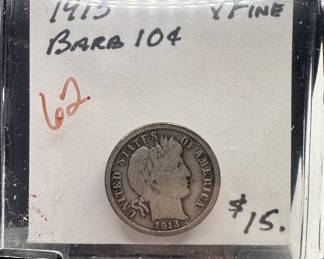 1913 V FINE
BARB 10¢
62
UNITED STATES OF AMERICA
1913
$15.